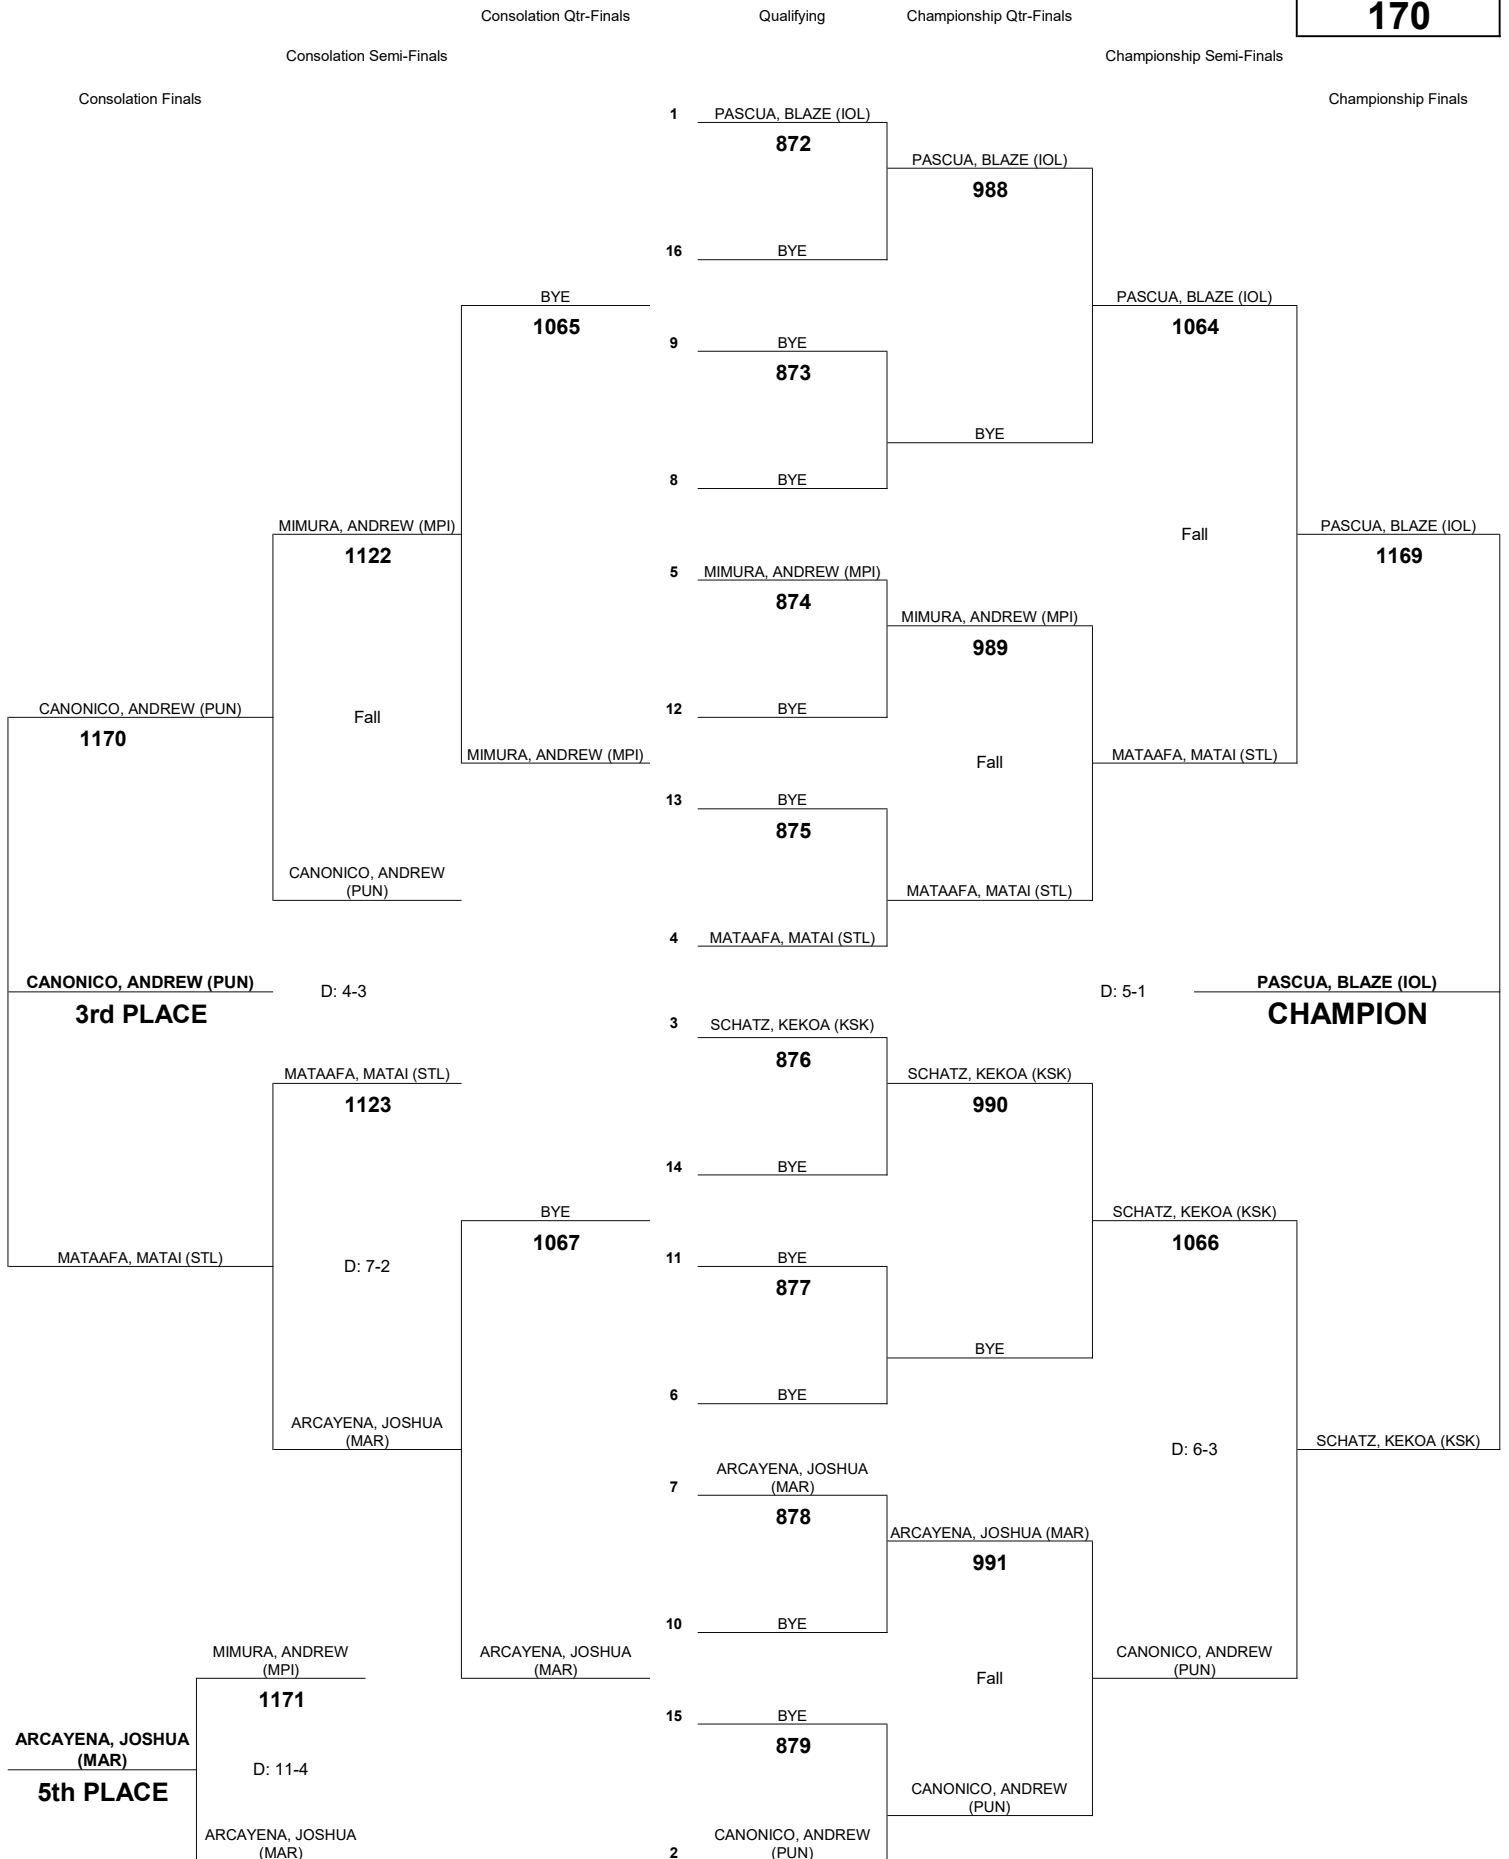 Consolation Qtr-Finals
Qualifying
Championship Qtr-Finals
170
Consolation Semi-Finals
Championship Semi-Finals
Consolation Finals
Championship Finals
1
PASCUA, BLAZE (IOL)
872
PASCUA, BLAZE (IOL)
988
16
BYE
BYE
1065
PASCUA, BLAZE (IOL)
1064
9
BYE
873
BYE
8
BYE
MIMURA, ANDREW (MPI)
1122
Fall
PASCUA, BLAZE (IOL)
1169
5
MIMURA, ANDREW (MPI)
874
MIMURA, ANDREW (MPI)
989
CANONICO, ANDREW (PUN)
1170
Fall
12
BYE
MIMURA, ANDREW (MPI)
Fall
MATAAFA, MATAI (STL)
13
BYE
875
CANONICO, ANDREW
(PUN)
MATAAFA, MATAI (STL)
4
MATAAFA, MATAI (STL)
CANONICO, ANDREW (PUN)
3rd PLACE
D: 4-3
D: 5-1
PASCUA, BLAZE (IOL)
CHAMPION
3
SCHATZ, KEKOA (KSK)
876
MATAAFA, MATAI (STL)
1123
SCHATZ, KEKOA (KSK)
990
14
BYE
BYE
1067
SCHATZ, KEKOA (KSK)
1066
MATAAFA, MATAI (STL)
D: 7-2
11
BYE
877
BYE
6
BYE
ARCAYENA, JOSHUA
(MAR)
D: 6-3
SCHATZ, KEKOA (KSK)
7
ARCAYENA, JOSHUA
(MAR)
878
ARCAYENA, JOSHUA (MAR)
991
10
BYE
MIMURA, ANDREW
(MPI)
1171
ARCAYENA, JOSHUA
(MAR)
Fall
CANONICO, ANDREW
(PUN)
15
BYE
879
ARCAYENA, JOSHUA
(MAR)
5th PLACE
D: 11-4
CANONICO, ANDREW
(PUN)
ARCAYENA, JOSHUA
(MAR)
2
CANONICO, ANDREW
(PUN)